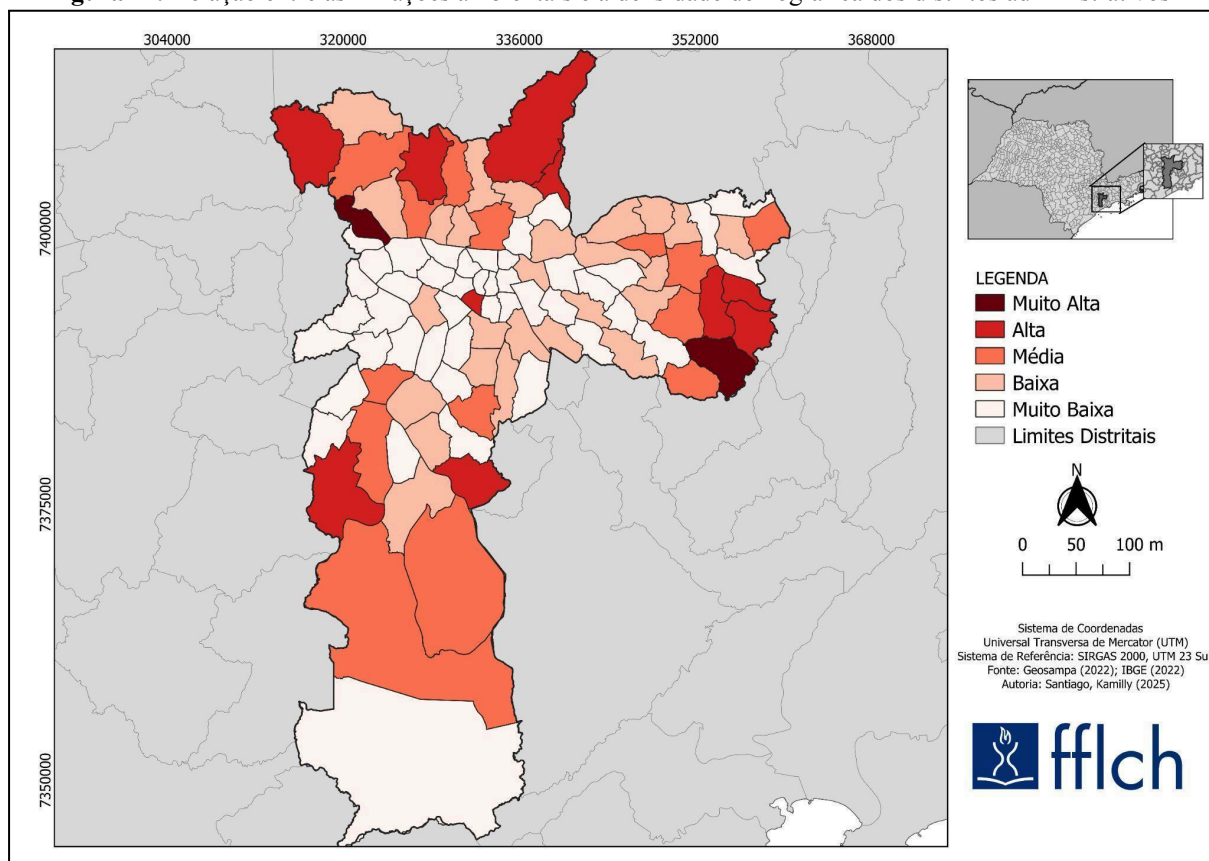 304000 320000 336000 352000 368000
7400000
7375000
7350000
LEGENDA
Muito Alta
Alta
Média
Baixa
Muito Baixa
Limites Distritais
N
0 50 100 m
Sistema de Coordenadas
Universal Transversa de Mercator (UTM)
Sistema de Referência: SIRGAS 2000, UTM 23 Su
Fonte: Geosampa (2022); IBGE (2022)
Autoria: Santiago, Kamilly (2025)
fflch